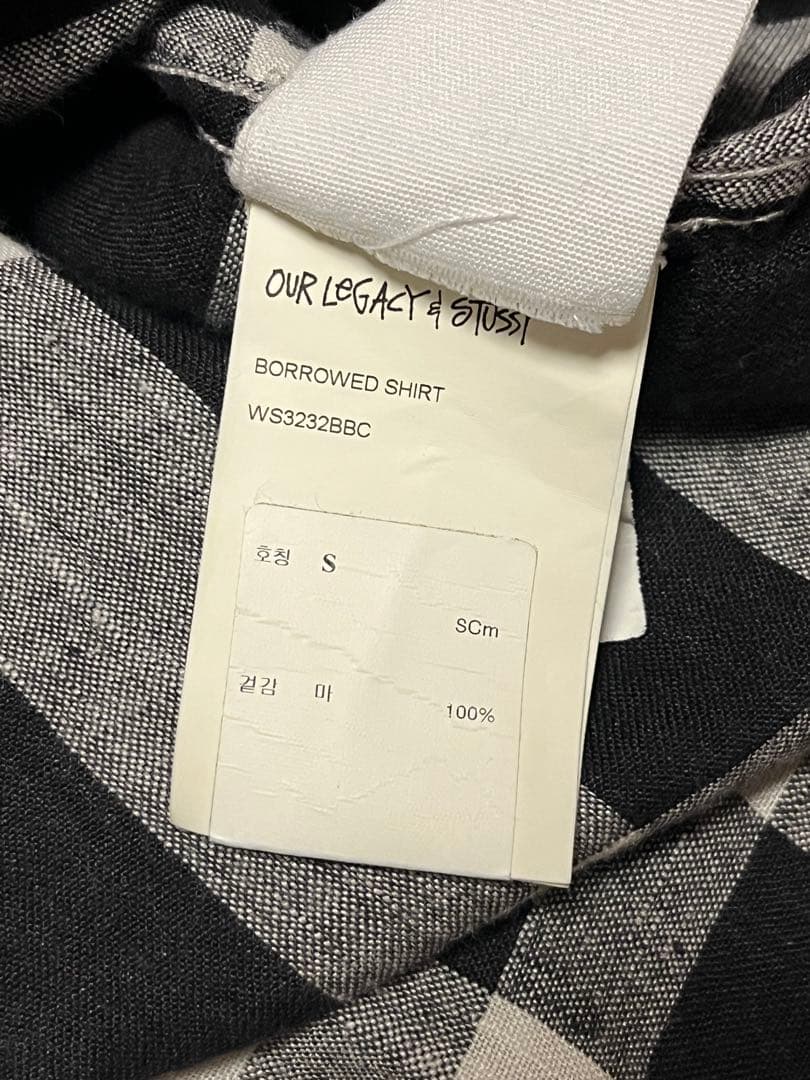 OUR LEGACY & STUSSY
BORROWED SHIRT
WS3232BBC
호칭 S
SCm
겉감 마
100%